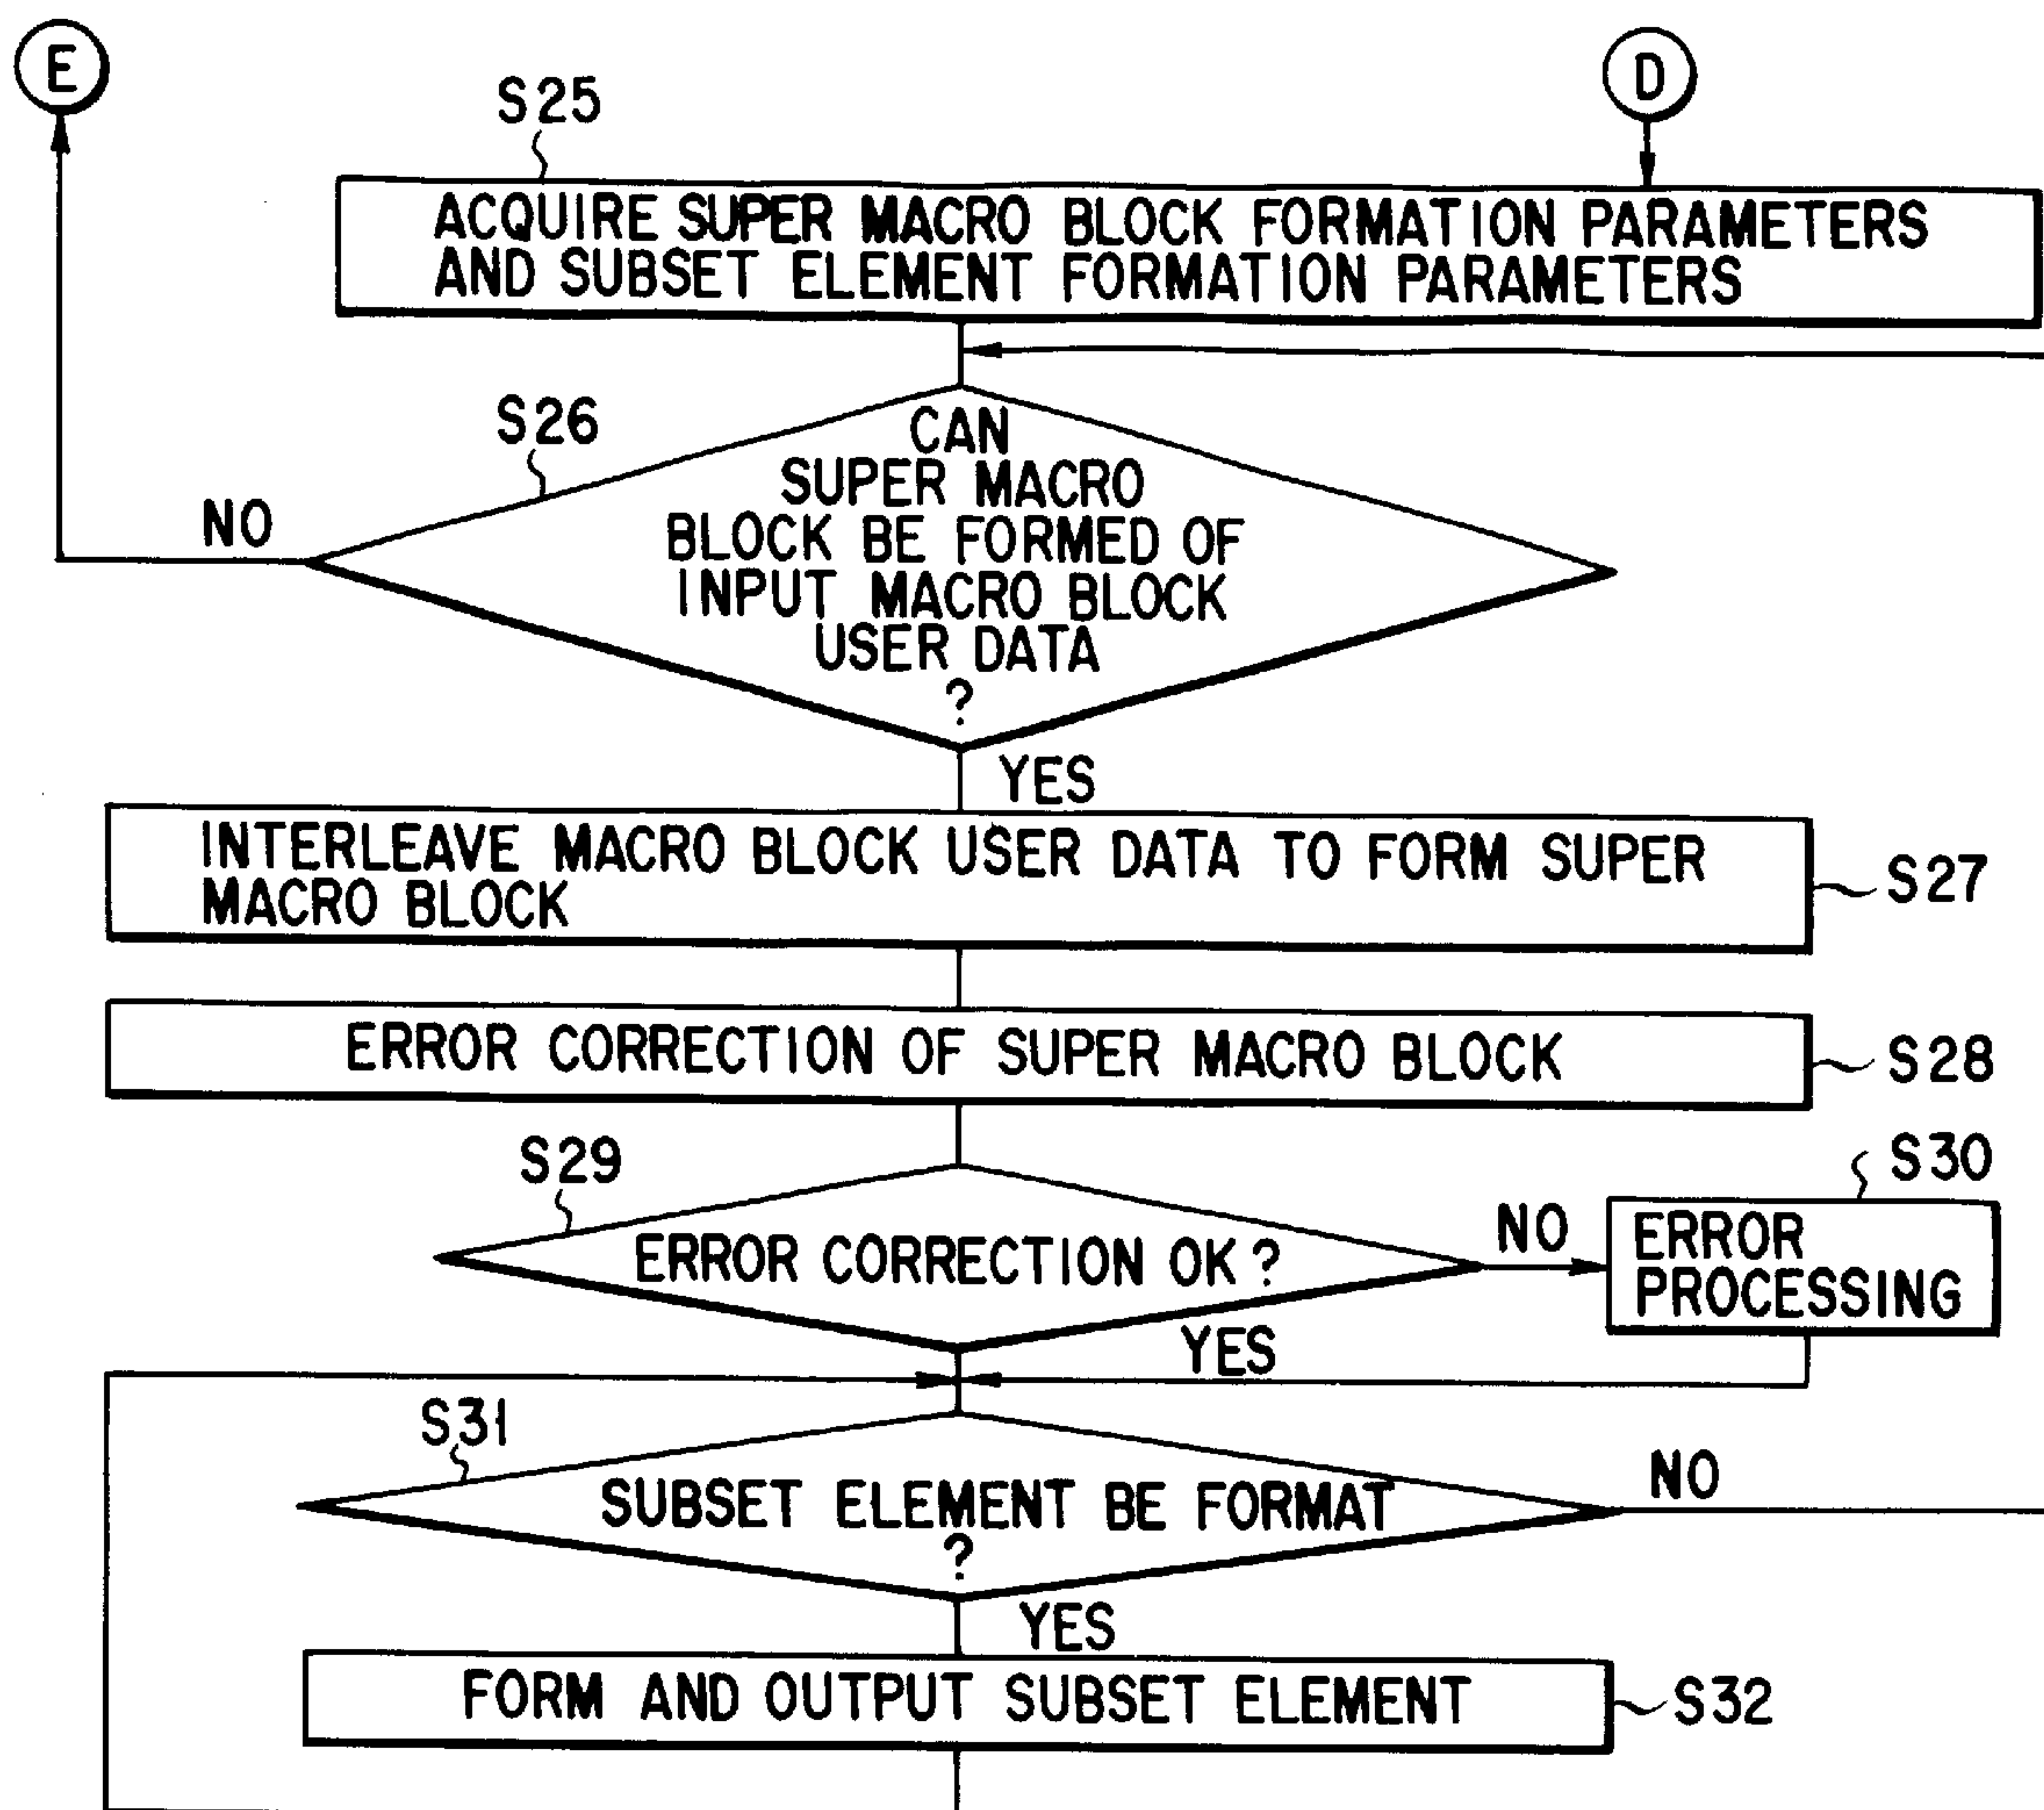 E
D
S25
ACQUIRE SUPER MACRO BLOCK FORMATION PARAMETERS
AND SUBSET ELEMENT FORMATION PARAMETERS
S26
CAN
SUPER MACRO
BLOCK BE FORMED OF
INPUT MACRO BLOCK
USER DATA
?
NO
YES
INTERLEAVE MACRO BLOCK USER DATA TO FORM SUPER
MACRO BLOCK
S27
ERROR CORRECTION OF SUPER MACRO BLOCK
S28
S29
ERROR CORRECTION OK?
NO
S30
ERROR
PROCESSING
YES
S31
SUBSET ELEMENT BE FORMAT
?
NO
YES
FORM AND OUTPUT SUBSET ELEMENT
S32